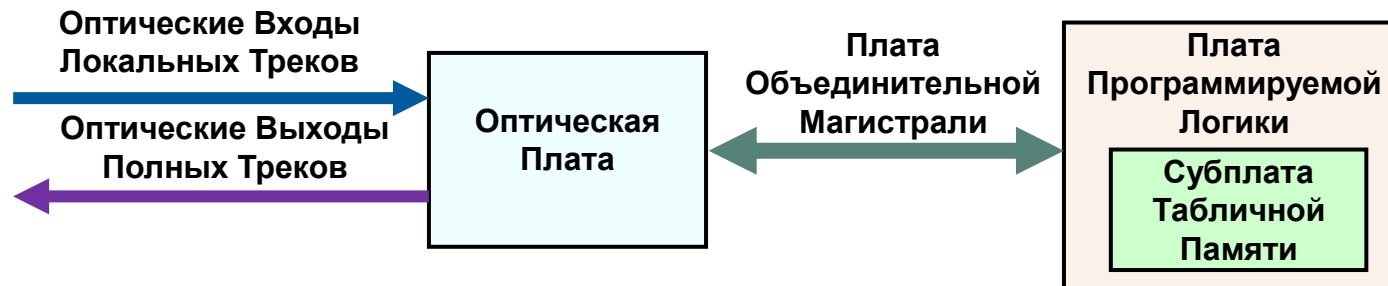 Оптические Входы
Локальных Треков
Оптические Выходы
Полных Треков
Оптическая
Плата
Плата
Объединительной
Магистрали
Плата
Программируемой
Логики
Субплата
Табличной
Памяти